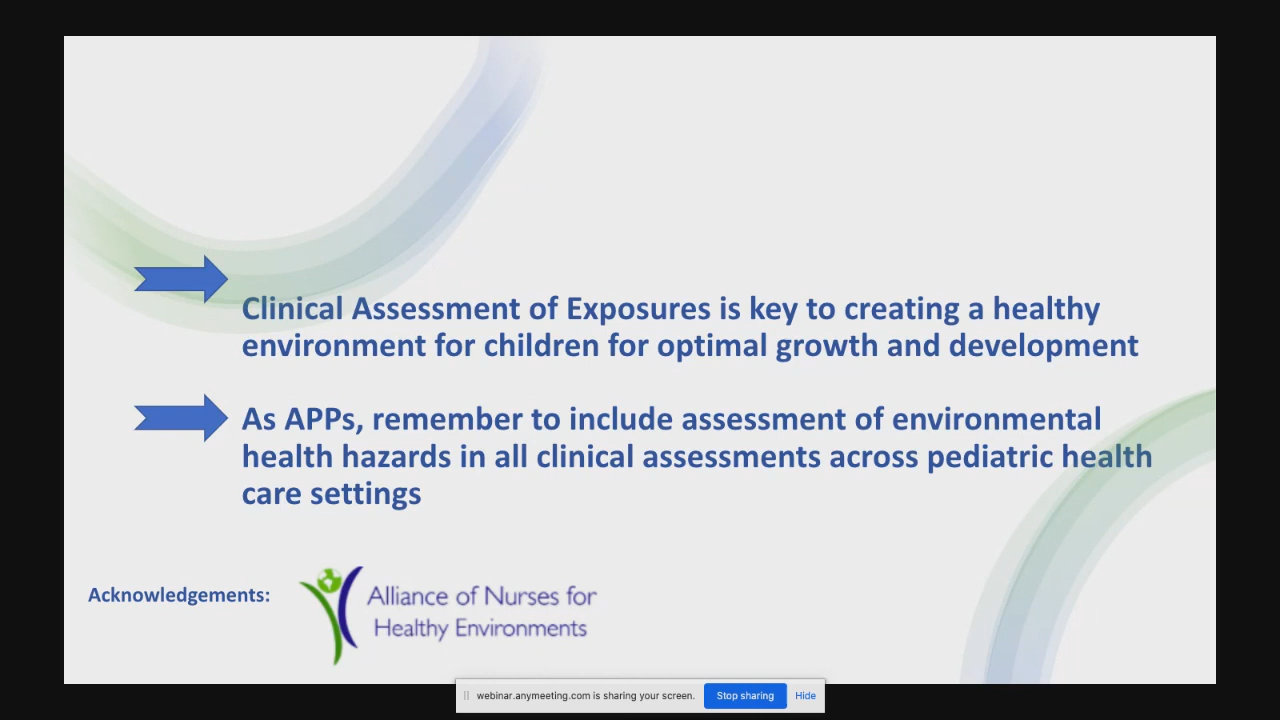 Clinical Assessment of Exposures is key to creating a healthy
environment for children for optimal growth and development
As APPs, remember to include assessment of environmental
health hazards in all clinical assessments across pediatric health
care settings
Acknowledgements:
Alliance of Nurses for
Healthy Environments
webinar.anymeeting.com is sharing your screen. Stop sharing Hide